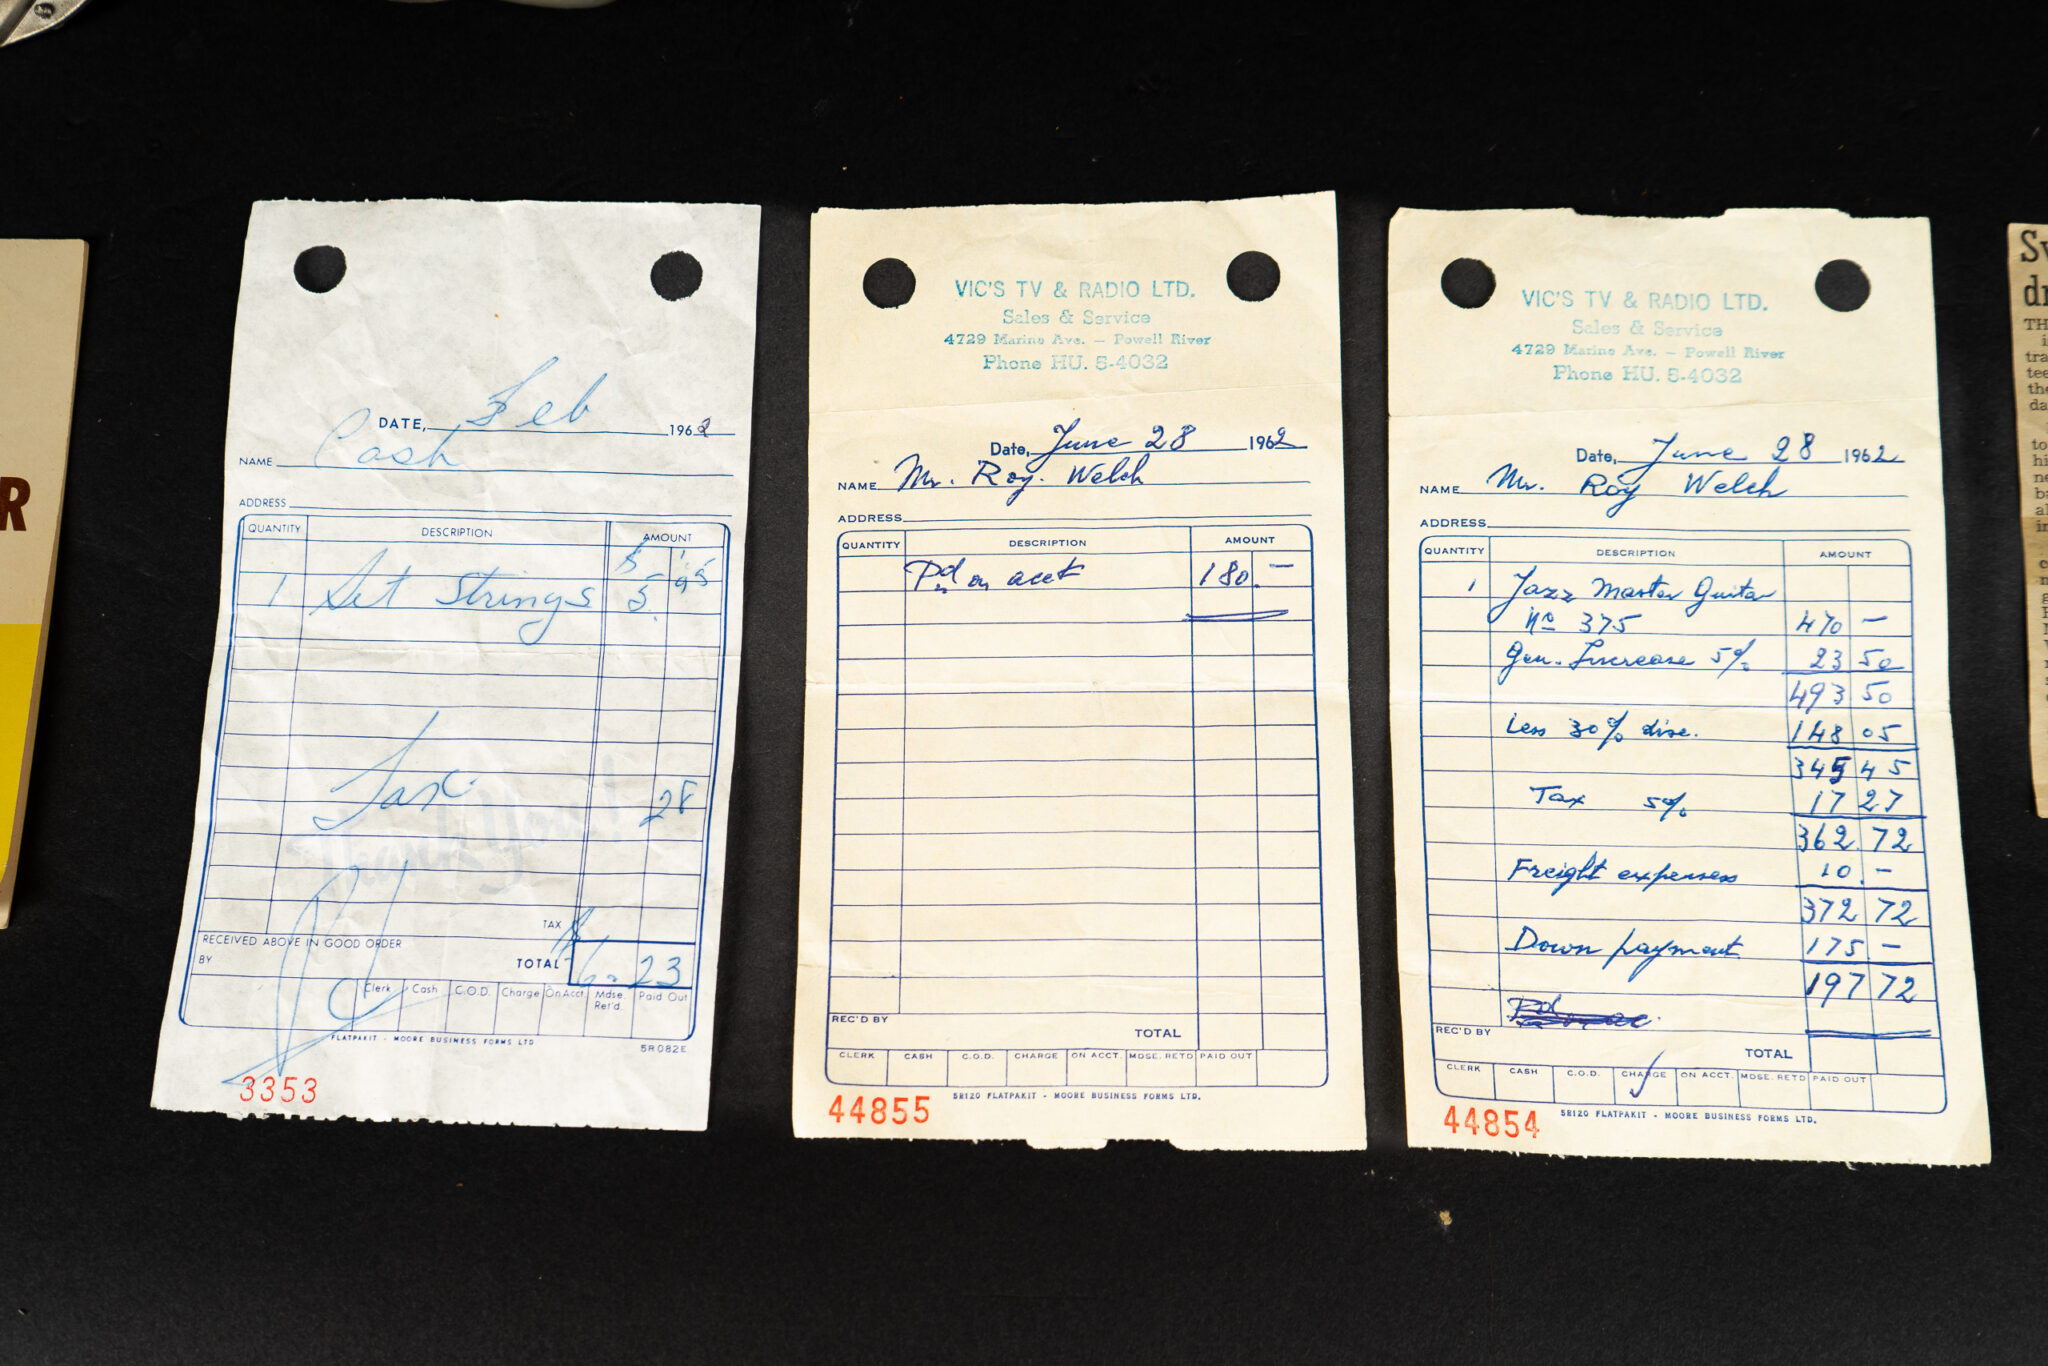 R
DATE, Feb 1962
NAME Cash
ADDRESS
QUANTITY DESCRIPTION AMOUNT
1 Set Strings $5.95
Tax 28
TAX
RECEIVED ABOVE IN GOOD ORDER
BY
TOTAL $6.23
Clerk Cash C.O.D. Charge On Acct. Mdse. Ret'd. Paid Out
FLATPAKIT - MOORE BUSINESS FORMS LTD
5R082E
3353
VIC'S TV & RADIO LTD.
Sales & Service
4729 Marine Ave. – Powell River
Phone HU. 5-4032
Date, June 28 1962
NAME Mr. Roy. Welch
ADDRESS
QUANTITY DESCRIPTION AMOUNT
Pd on acct 180.–
REC'D BY
TOTAL
CLERK CASH C.O.D. CHARGE ON ACCT. MDSE. RETD PAID OUT
5R120 FLATPAKIT - MOORE BUSINESS FORMS LTD.
44855
VIC'S TV & RADIO LTD.
Sales & Service
4729 Marine Ave. – Powell River
Phone HU. 5-4032
Date, June 28 1962
NAME Mr. Roy Welch
ADDRESS
QUANTITY DESCRIPTION AMOUNT
1 Jazz Master Guitar
No 375 470 –
Gen. Increase 5% 23 50
493 50
Less 30% disc. 148 05
345 45
Tax 5% 17 27
362.72
Freight expenses 10.–
372 72
Down payment 175 –
197 72
REC'D BY
TOTAL
CLERK CASH C.O.D. CHARGE ON ACCT. MDSE. RETD PAID OUT
5R120 FLATPAKIT - MOORE BUSINESS FORMS LTD.
44854